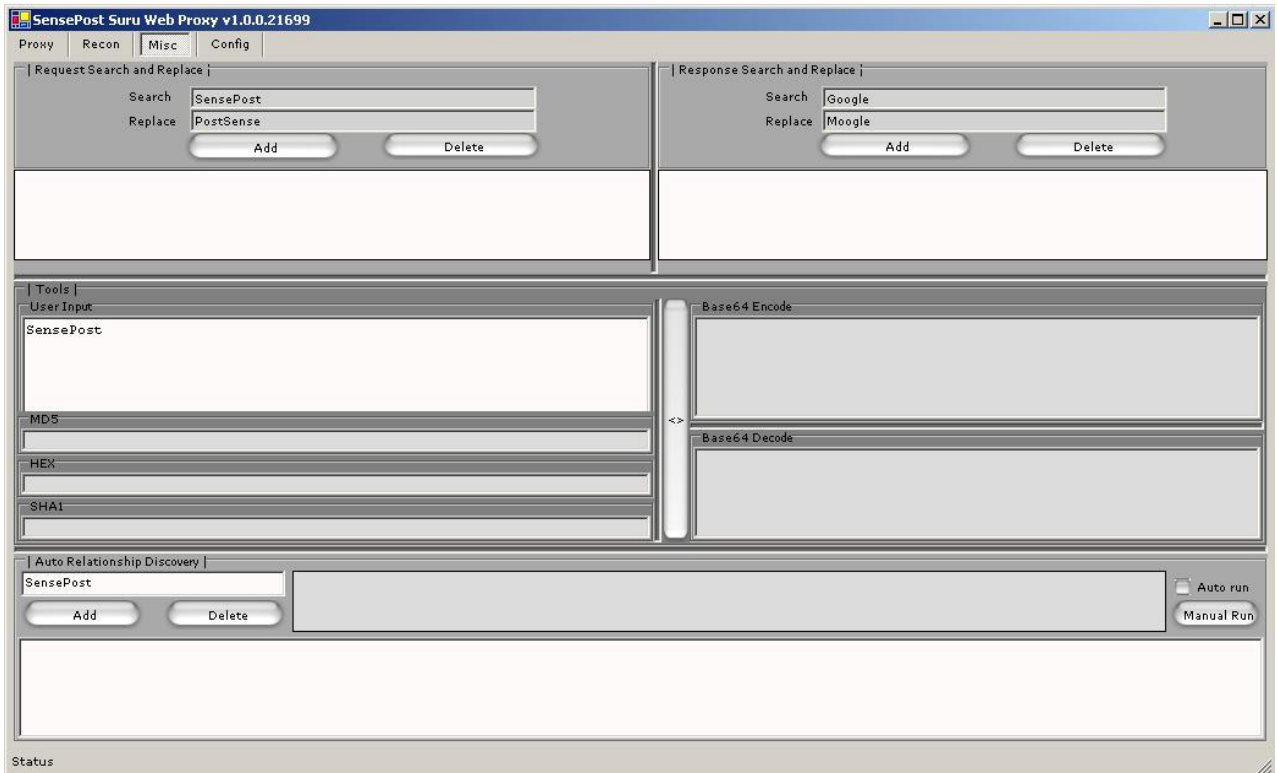 SensePost Suru Web Proxy v1.0.0.21699
Proxy Recon Misc Config
| Request Search and Replace ¦
Search SensePost
Replace PostSense
Add Delete
| Response Search and Replace ¦
Search Google
Replace Moogle
Add Delete
| Tools |
User Input
SensePost
MD5
HEX
SHA1
<>
Base64 Encode
Base64 Decode
| Auto Relationship Discovery |
SensePost
Add Delete
Auto run
Manual Run
Status